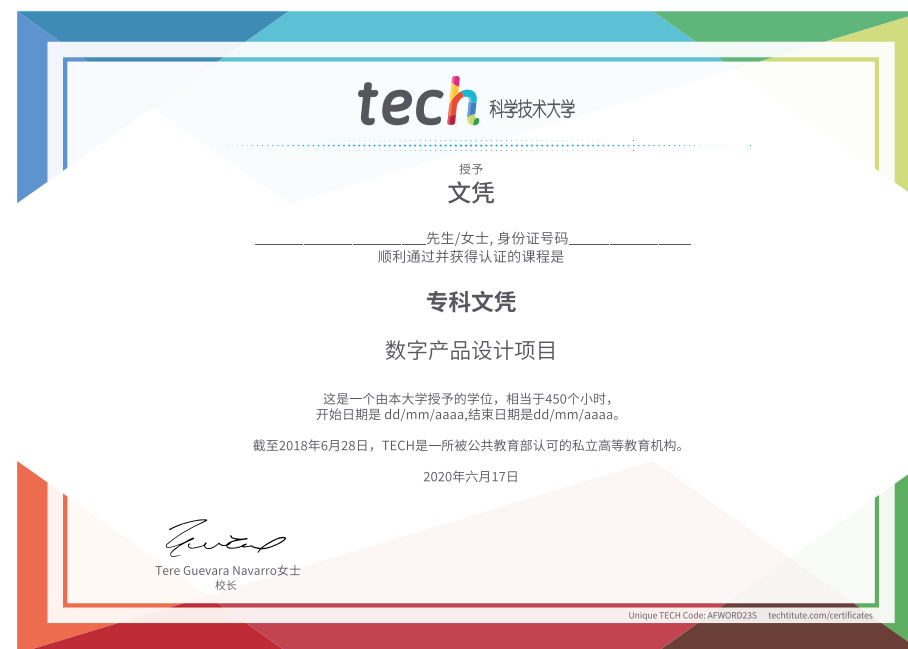 tech 科学技术大学
授予
文凭
______________________先生/女士, 身份证号码_________________
顺利通过并获得认证的课程是
专科文凭
数字产品设计项目
这是一个由本大学授予的学位，相当于450个小时，
开始日期是 dd/mm/aaaa,结束日期是dd/mm/aaaa。
截至2018年6月28日，TECH是一所被公共教育部认可的私立高等教育机构。
2020年六月17日
Tere Guevara Navarro女士
校长
Unique TECH Code: AFWORD23S techtitute.com/certificates